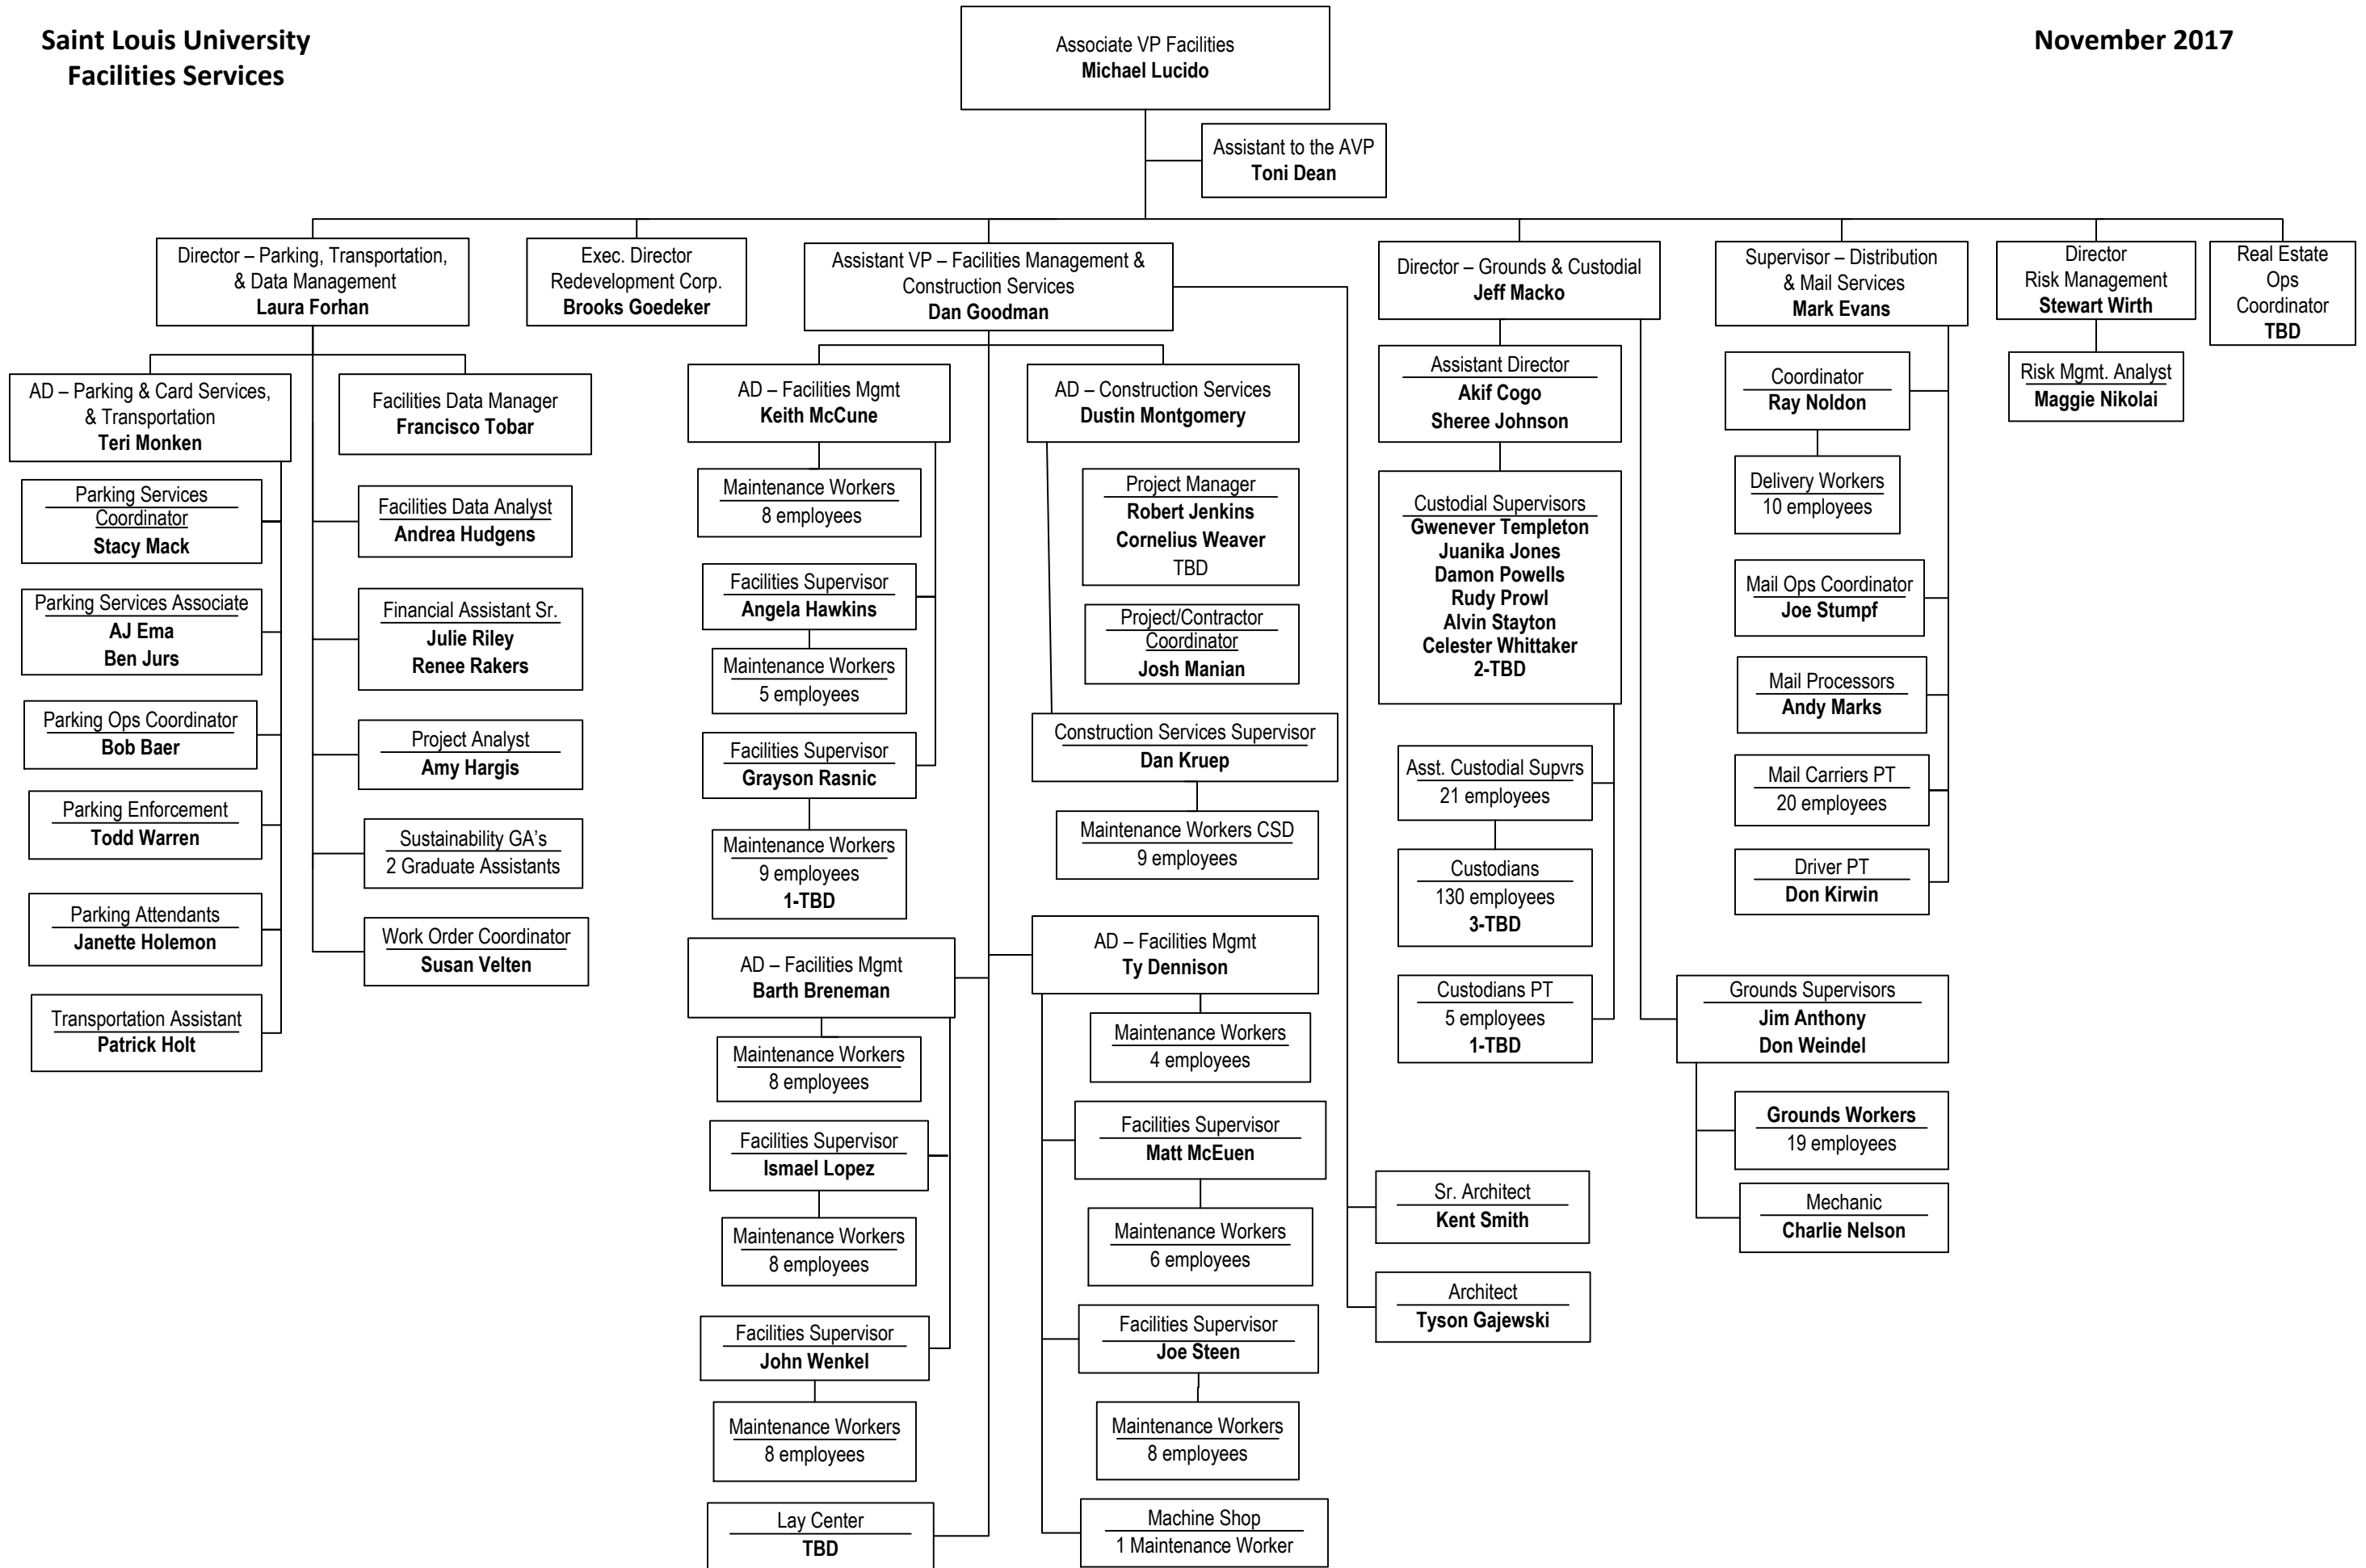 Saint Louis University
Facilities Services
November 2017
Associate VP Facilities
Michael Lucido
Assistant to the AVP
Toni Dean
Director – Parking, Transportation,
& Data Management
Laura Forhan
Exec. Director
Redevelopment Corp.
Brooks Goedeker
Assistant VP – Facilities Management &
Construction Services
Dan Goodman
Director – Grounds & Custodial
Jeff Macko
Supervisor – Distribution
& Mail Services
Mark Evans
Director
Risk Management
Stewart Wirth
Real Estate
Ops
Coordinator
TBD
AD – Parking & Card Services,
& Transportation
Teri Monken
Parking Services
Coordinator
Stacy Mack
Parking Services Associate
AJ Ema
Ben Jurs
Parking Ops Coordinator
Bob Baer
Parking Enforcement
Todd Warren
Parking Attendants
Janette Holemon
Transportation Assistant
Patrick Holt
Facilities Data Manager
Francisco Tobar
Facilities Data Analyst
Andrea Hudgens
Financial Assistant Sr.
Julie Riley
Renee Rakers
Project Analyst
Amy Hargis
Sustainability GA’s
2 Graduate Assistants
Work Order Coordinator
Susan Velten
AD – Facilities Mgmt
Keith McCune
Maintenance Workers
8 employees
Facilities Supervisor
Angela Hawkins
Maintenance Workers
5 employees
Facilities Supervisor
Grayson Rasnic
Maintenance Workers
9 employees
1-TBD
AD – Facilities Mgmt
Barth Breneman
Maintenance Workers
8 employees
Facilities Supervisor
Ismael Lopez
Maintenance Workers
8 employees
Facilities Supervisor
John Wenkel
Maintenance Workers
8 employees
Lay Center
TBD
AD – Construction Services
Dustin Montgomery
Project Manager
Robert Jenkins
Cornelius Weaver
TBD
Project/Contractor
Coordinator
Josh Manian
Construction Services Supervisor
Dan Kruep
Maintenance Workers CSD
9 employees
AD – Facilities Mgmt
Ty Dennison
Maintenance Workers
4 employees
Facilities Supervisor
Matt McEuen
Maintenance Workers
6 employees
Facilities Supervisor
Joe Steen
Maintenance Workers
8 employees
Machine Shop
1 Maintenance Worker
Assistant Director
Akif Cogo
Sheree Johnson
Custodial Supervisors
Gwenever Templeton
Juanika Jones
Damon Powells
Rudy Prowl
Alvin Stayton
Celester Whittaker
2-TBD
Asst. Custodial Supvrs
21 employees
Custodians
130 employees
3-TBD
Custodians PT
5 employees
1-TBD
Sr. Architect
Kent Smith
Architect
Tyson Gajewski
Coordinator
Ray Noldon
Delivery Workers
10 employees
Mail Ops Coordinator
Joe Stumpf
Mail Processors
Andy Marks
Mail Carriers PT
20 employees
Driver PT
Don Kirwin
Grounds Supervisors
Jim Anthony
Don Weindel
Grounds Workers
19 employees
Mechanic
Charlie Nelson
Risk Mgmt. Analyst
Maggie Nikolai